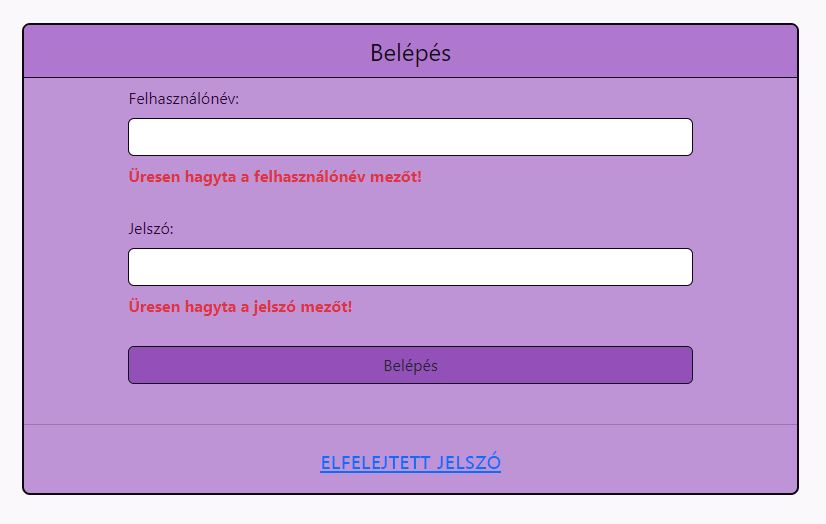 Belépés
Felhasználónév:
Üresen hagyta a felhasználónév mezőt!
Jelszó:
Üresen hagyta a jelszó mezőt!
Belépés
ELFELEJTETT JELSZÓ